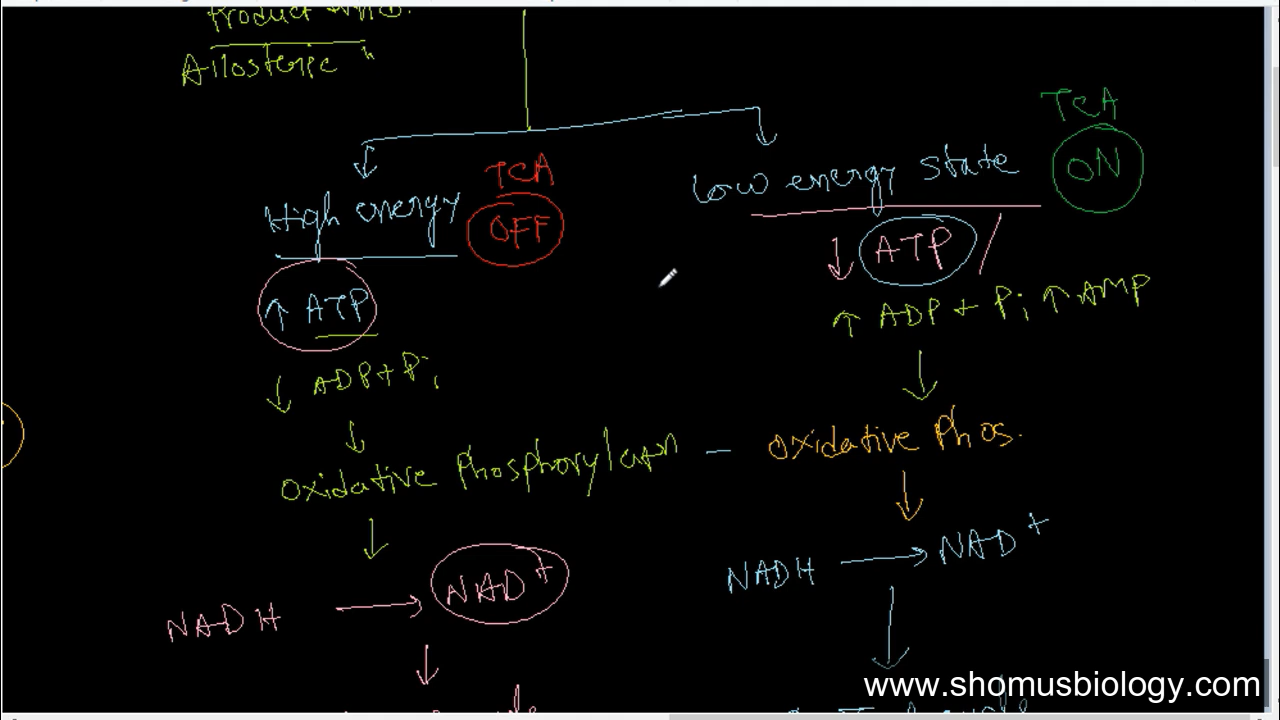 Product
Allosteric "
High energy
TCA
OFF
↑ ATP
↓ ADP + Pi
↓
Oxidative Phosphorylation –
↓
NADH → NAD+
↓
Low energy state
TCA
ON
↓ ATP /
↑ ADP + Pi ↑ AMP
↓
Oxidative Phos.
↓
NADH → NAD+
↓
www.shomusbiology.com